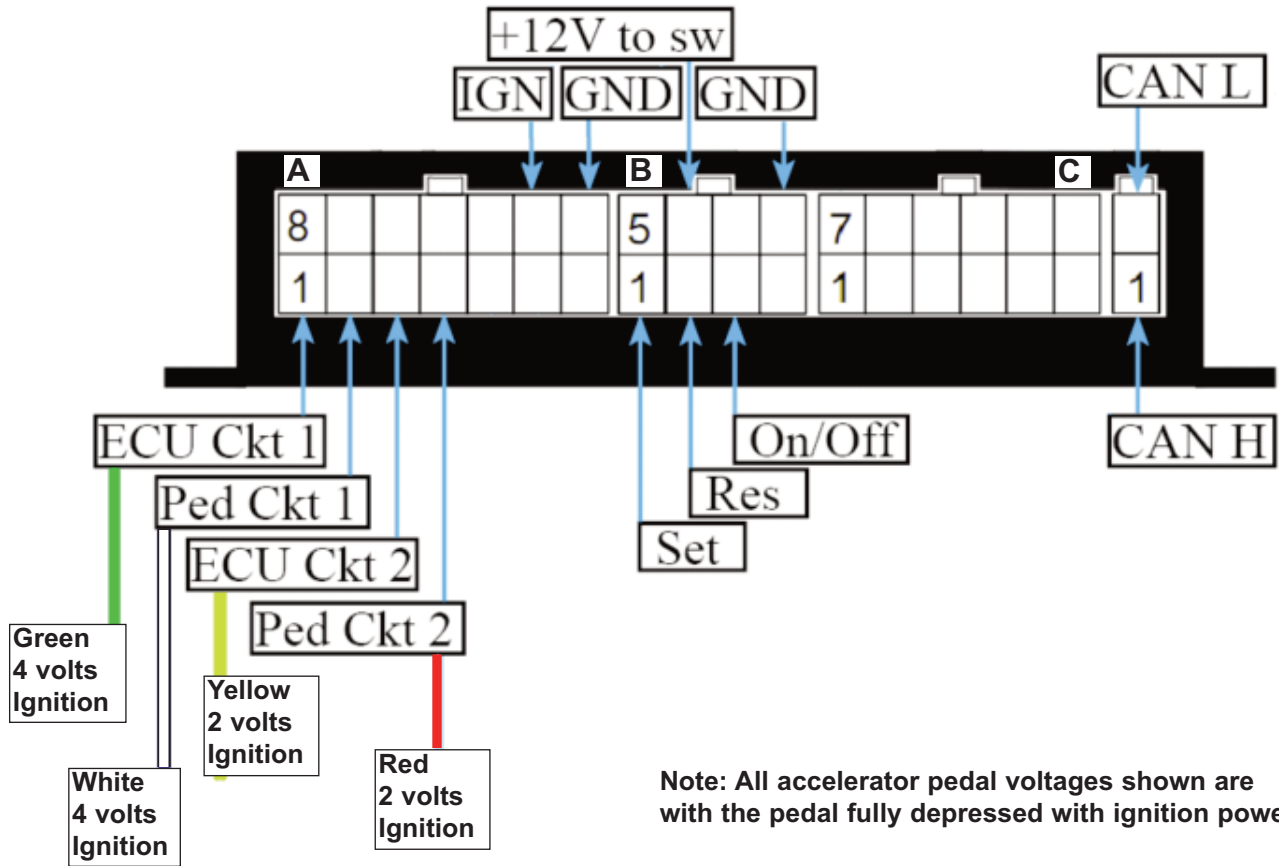 +12V to sw
IGN
GND
GND
CAN L
A
B
C
8
5
7
1
1
1
1
ECU Ckt 1
On/Off
CAN H
Ped Ckt 1
Res
Set
ECU Ckt 2
Ped Ckt 2
Green
4 volts
Ignition
Yellow
2 volts
Ignition
White
4 volts
Ignition
Red
2 volts
Ignition
Note: All accelerator pedal voltages shown are
with the pedal fully depressed with ignition powe